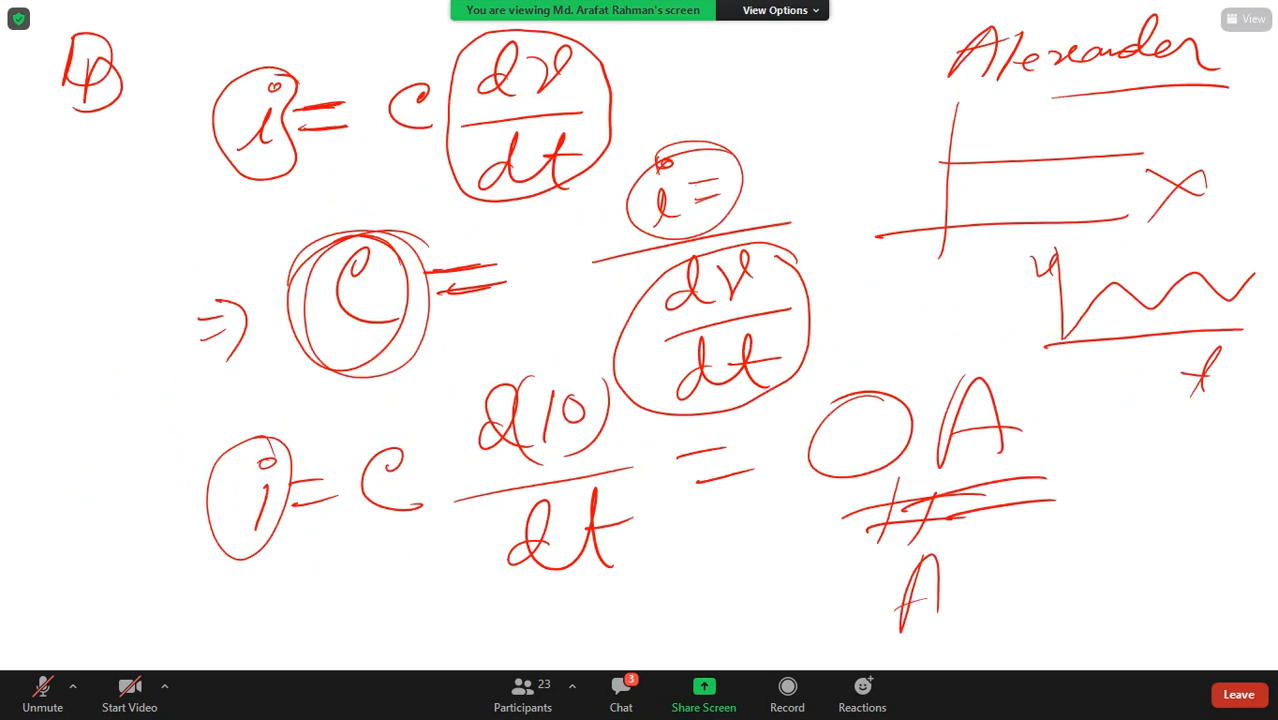 You are viewing Md. Arafat Rahman's screen
View Options
View
Alexander
i = C dv/dt
⇒ C = i = / dv/dt
v
t
i = C d(10)/dt = 0 A
A
Unmute
Start Video
23
Participants
3
Chat
Share Screen
Record
Reactions
Leave